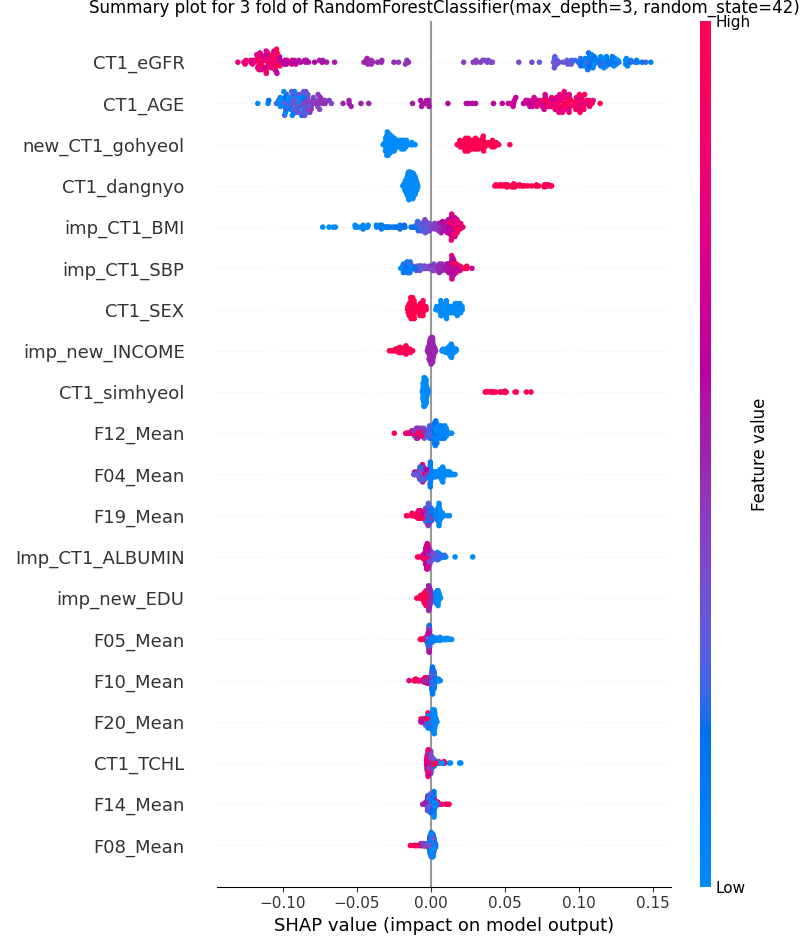 Summary plot for 3 fold of RandomForestClassifier(max_depth=3, random_state=42)
High
CT1_eGFR
CT1_AGE
new_CT1_gohyeol
CT1_dangnyo
imp_CT1_BMI
imp_CT1_SBP
CT1_SEX
imp_new_INCOME
CT1_simhyeol
F12_Mean
F04_Mean
F19_Mean
Imp_CT1_ALBUMIN
imp_new_EDU
F05_Mean
F10_Mean
F20_Mean
CT1_TCHL
F14_Mean
F08_Mean
Feature value
Low
−0.10 −0.05 0.00 0.05 0.10 0.15
SHAP value (impact on model output)